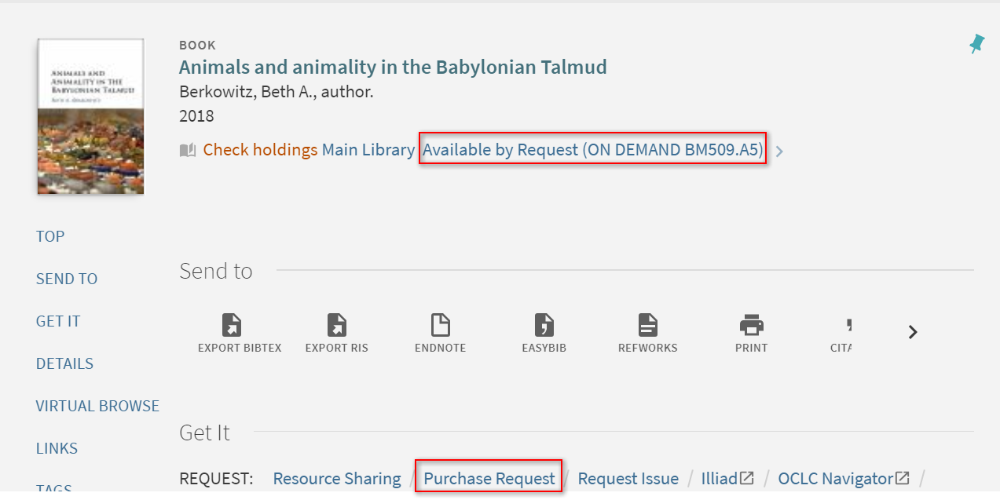 BOOK
Animals and animality in the Babylonian Talmud
Berkowitz, Beth A., author.
2018
Check holdings Main Library Available by Request (ON DEMAND BM509.A5)
ANIMALS AND
ANIMALITY IN THE
BABYLONIAN TALMUD
TOP
SEND TO
GET IT
DETAILS
VIRTUAL BROWSE
LINKS
TAGS
Send to
EXPORT BIBTEX EXPORT RIS ENDNOTE EASYBIB REFWORKS PRINT CITA
Get It
REQUEST: Resource Sharing / Purchase Request / Request Issue / Illiad / OCLC Navigator /